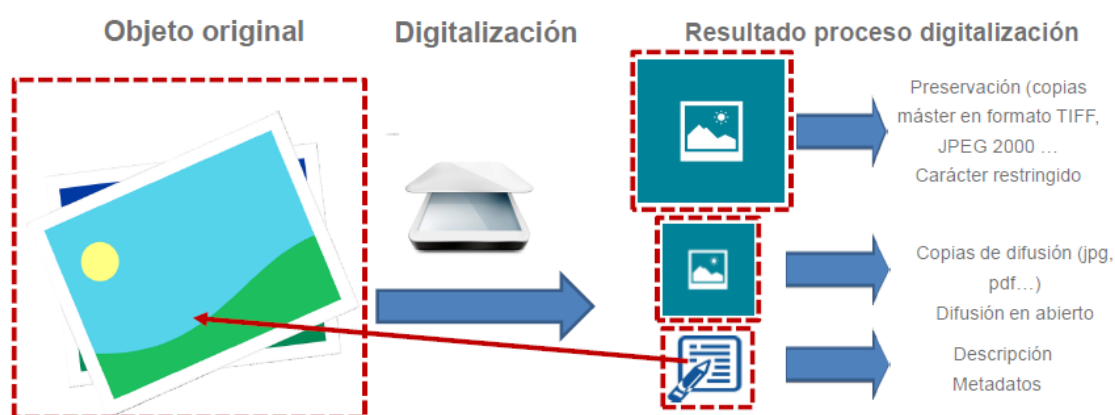 Objeto original
Digitalización
Resultado proceso digitalización
Preservación (copias
máster en formato TIFF,
JPEG 2000 …
Carácter restringido
Copias de difusión (jpg,
pdf…)
Difusión en abierto
Descripción
Metadatos